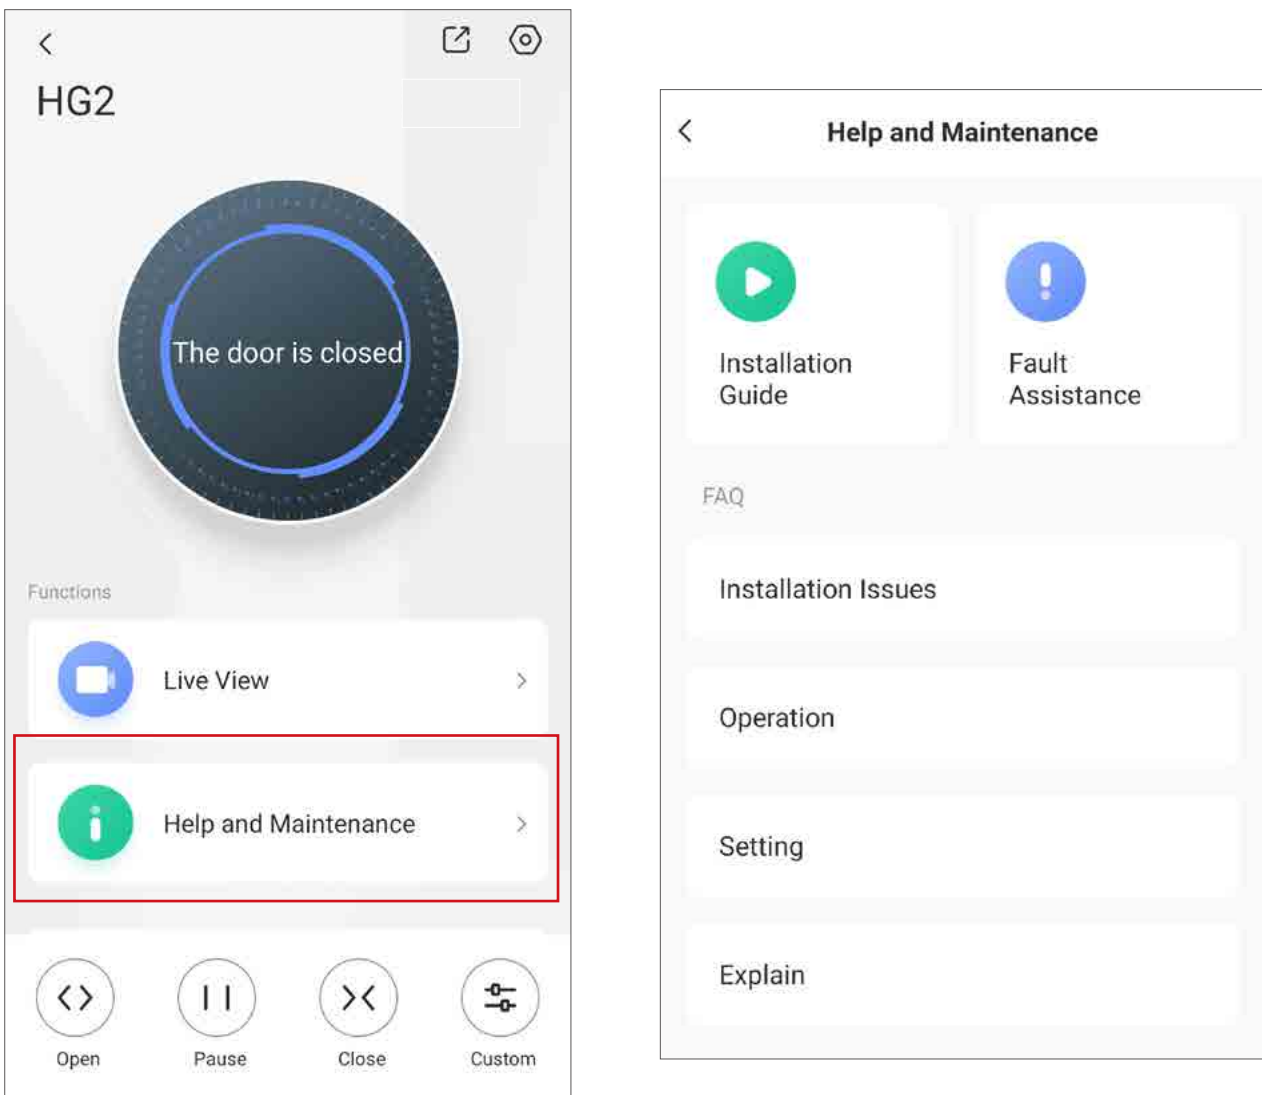 HG2
The door is closed
Functions
Live View
Help and Maintenance
Open
Pause
Close
Custom
Help and Maintenance
Installation
Guide
Fault
Assistance
FAQ
Installation Issues
Operation
Setting
Explain